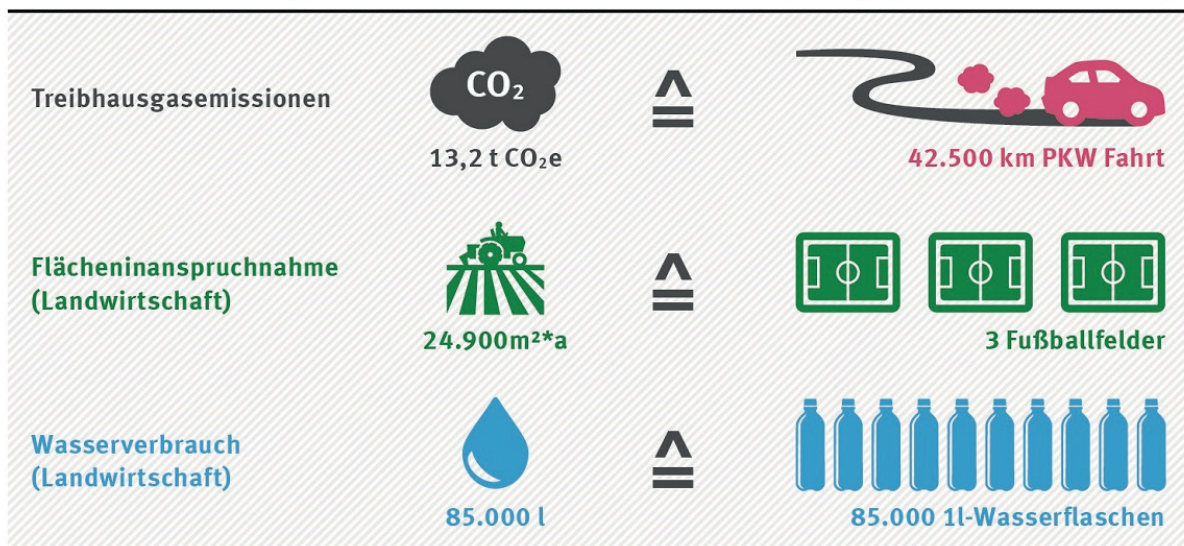 Treibhausgasemissionen
CO₂
≙
13,2 t CO₂e
42.500 km PKW Fahrt
Flächeninanspruchnahme
(Landwirtschaft)
≙
24.900m²*a
3 Fußballfelder
Wasserverbrauch
(Landwirtschaft)
≙
85.000 l
85.000 1l-Wasserflaschen